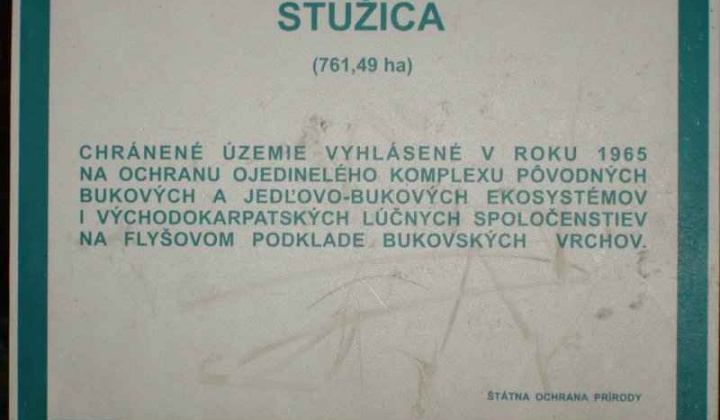 STUŽICA
(761,49 ha)
CHRÁNENÉ ÚZEMIE VYHLÁSENÉ V ROKU 1965
NA OCHRANU OJEDINELÉHO KOMPLEXU PÔVODNÝCH
BUKOVÝCH A JEDĽOVO-BUKOVÝCH EKOSYSTÉMOV
I VÝCHODOKARPATSKÝCH LÚČNYCH SPOLOČENSTIEV
NA FLYŠOVOM PODKLADE BUKOVSKÝCH VRCHOV.
ŠTÁTNA OCHRANA PRÍRODY